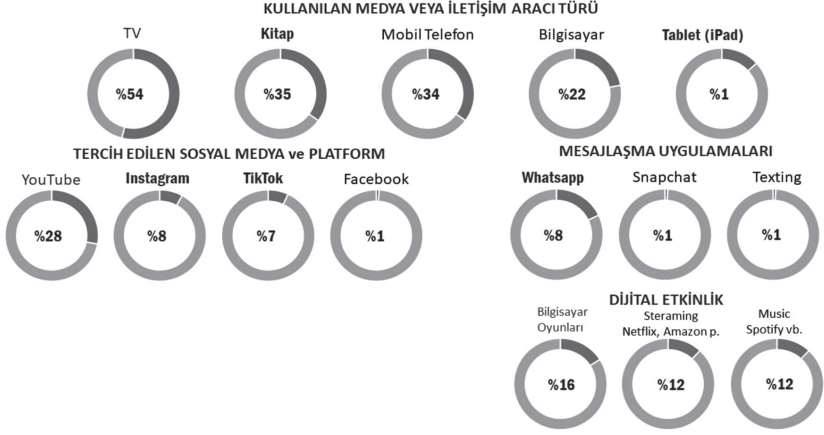 KULLANILAN MEDYA VEYA İLETİŞİM ARACI TÜRÜ
TV
Kitap
Mobil Telefon
Bilgisayar
Tablet (iPad)
%54
%35
%34
%22
%1
TERCİH EDİLEN SOSYAL MEDYA ve PLATFORM
YouTube
Instagram
TikTok
Facebook
%28
%8
%7
%1
MESAJLAŞMA UYGULAMALARI
Whatsapp
Snapchat
Texting
%8
%1
%1
DİJİTAL ETKİNLİK
Bilgisayar
Oyunları
Steraming
Netflix, Amazon p.
Music
Spotify vb.
%16
%12
%12